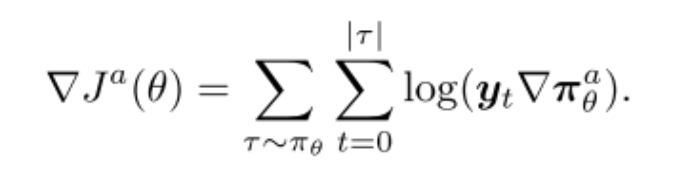 ∇J^a(θ) = ∑_{τ∼π_θ} ∑_{t=0}^{|τ|} log(𝒚_t ∇𝝅_θ^a).